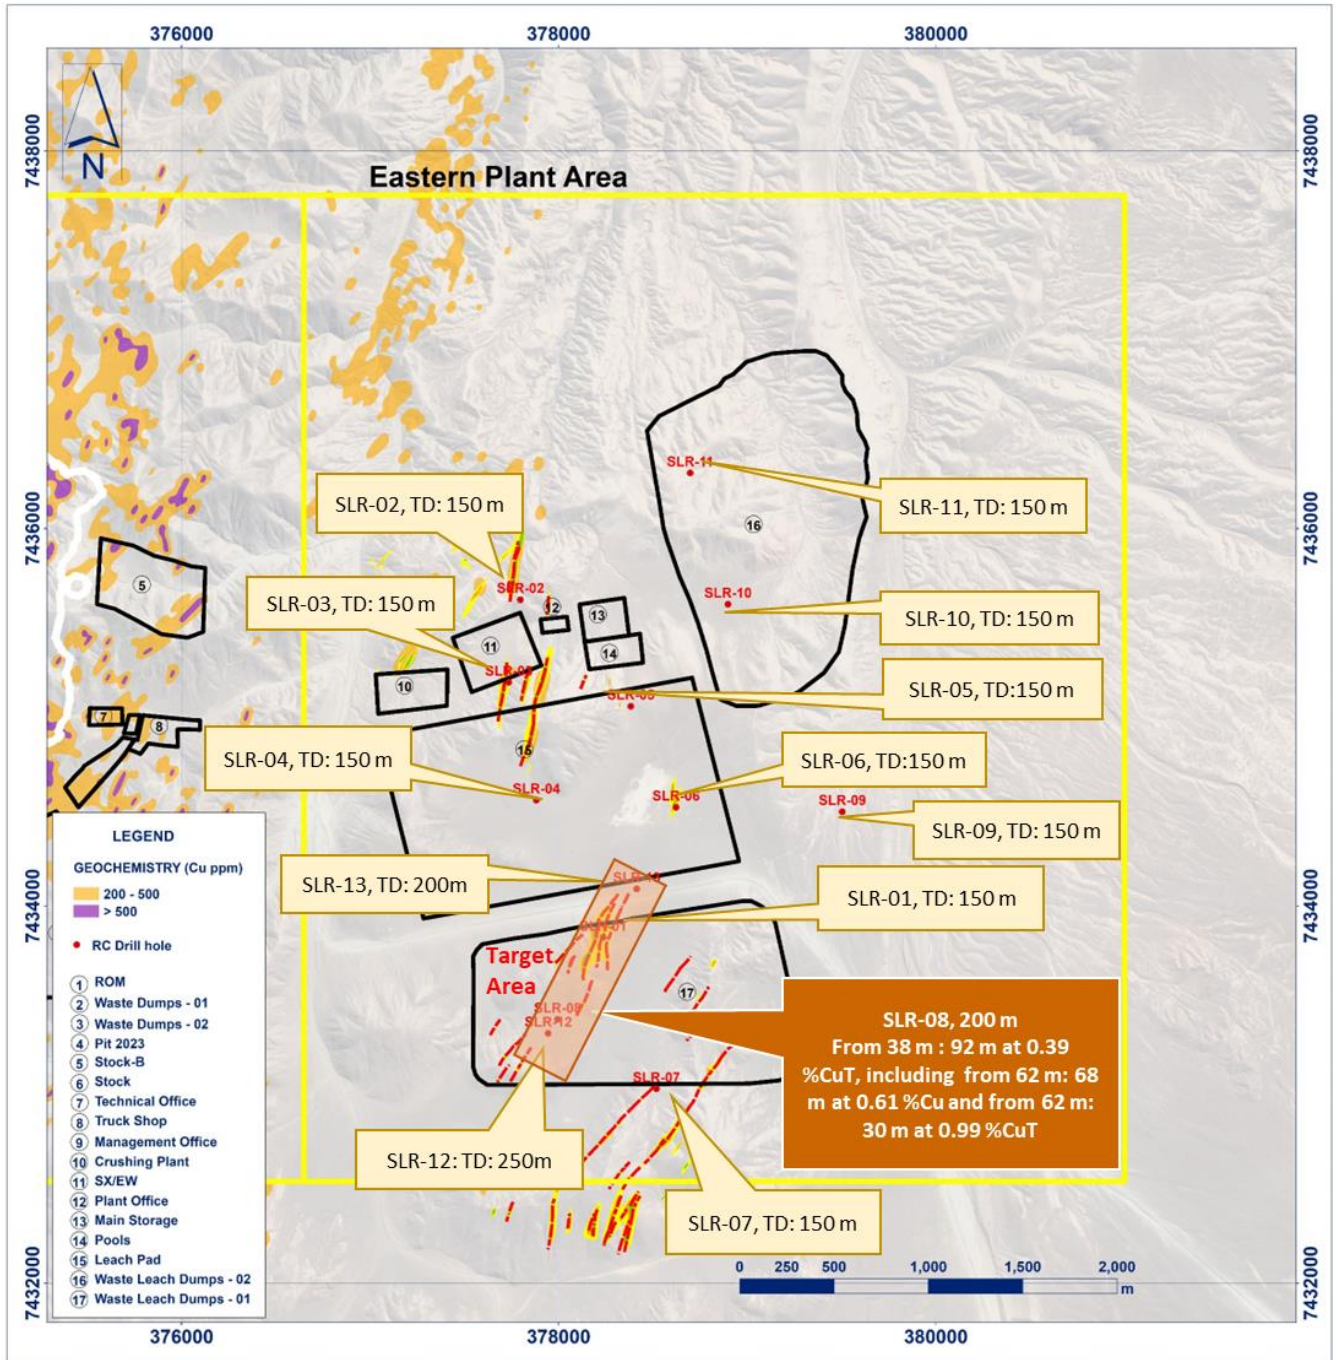 376000
378000
380000
7438000
7438000
N
Eastern Plant Area
SLR-11
SLR-02, TD: 150 m
SLR-11, TD: 150 m
16
5
SLR-02
SLR-10
SLR-03, TD: 150 m
12
13
SLR-10, TD: 150 m
7436000
7436000
11
14
10
SLR-05, TD:150 m
7
8
15
SLR-04, TD: 150 m
SLR-06, TD:150 m
SLR-04
SLR-06
SLR-09
SLR-09, TD: 150 m
SLR-13, TD: 200m
SLR-01, TD: 150 m
7434000
7434000
Target
Area
17
SLR-08
SLR-12
SLR-08, 200 m
From 38 m : 92 m at 0.39
%CuT, including from 62 m: 68
m at 0.61 %Cu and from 62 m:
30 m at 0.99 %CuT
SLR-07
SLR-12: TD: 250m
SLR-07, TD: 150 m
LEGEND
GEOCHEMISTRY (Cu ppm)
200 - 500
> 500
RC Drill hole
1 ROM
2 Waste Dumps - 01
3 Waste Dumps - 02
4 Pit 2023
5 Stock-B
6 Stock
7 Technical Office
8 Truck Shop
9 Management Office
10 Crushing Plant
11 SX/EW
12 Plant Office
13 Main Storage
14 Pools
15 Leach Pad
16 Waste Leach Dumps - 02
17 Waste Leach Dumps - 01
0 250 500 1,000 1,500 2,000
m
7432000
7432000
376000
378000
380000